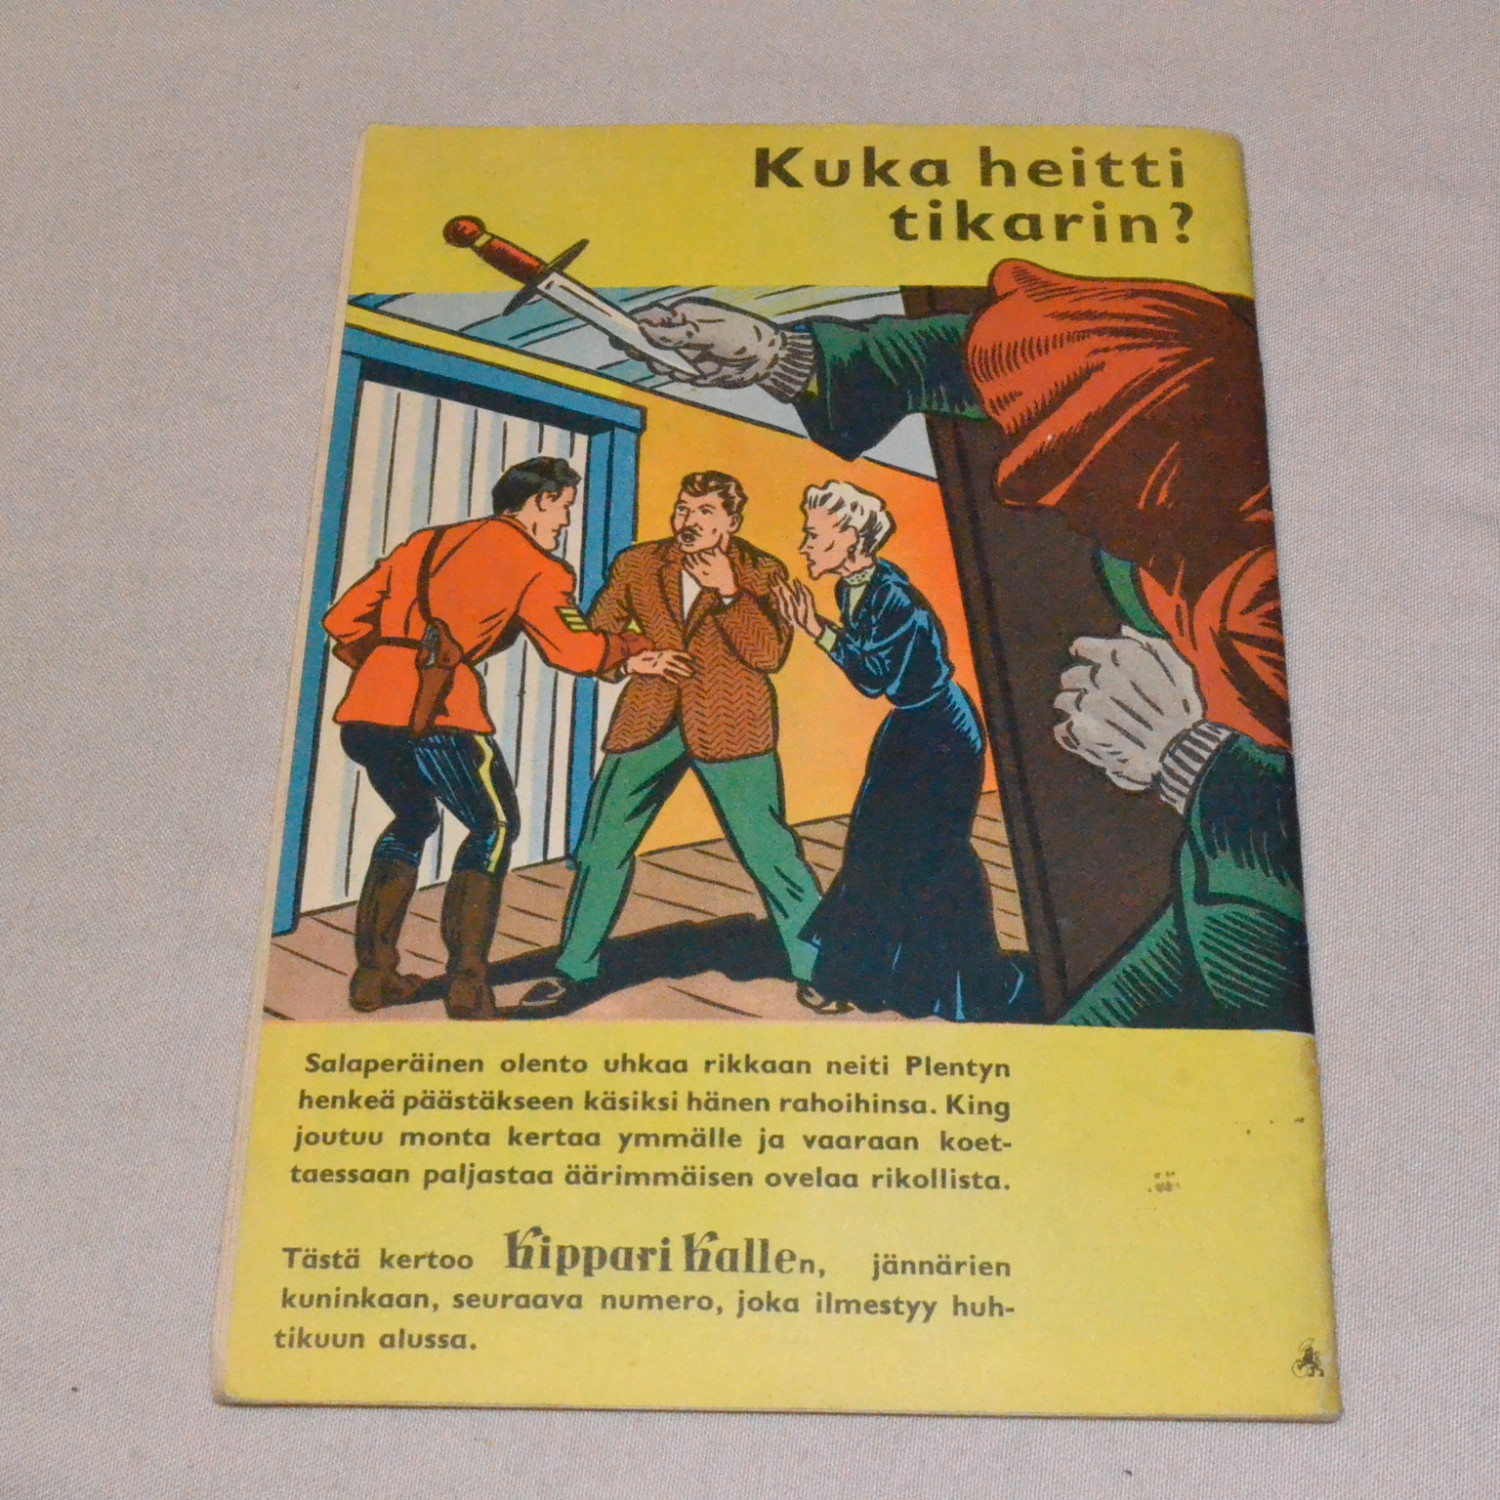 Kuka heitti
tikarin?
Salaperäinen olento uhkaa rikkaan neiti Plentyn
henkeä päästäkseen käsiksi hänen rahoihinsa. King
joutuu monta kertaa ymmälle ja vaaraan koet-
taessaan paljastaa äärimmäisen ovelaa rikollista.
Tästä kertoo Kippari Kallen, jännärien
kuninkaan, seuraava numero, joka ilmestyy huh-
tikuun alussa.